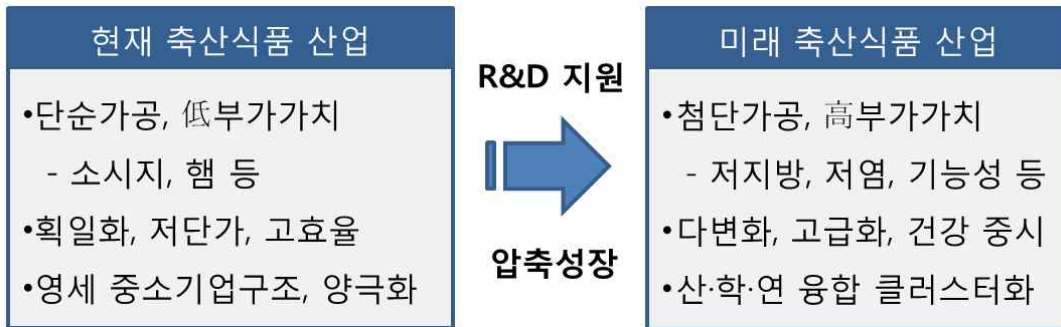 현재 축산식품 산업
•단순가공, 低부가가치
- 소시지, 햄 등
•획일화, 저단가, 고효율
•영세 중소기업구조, 양극화
R&D 지원
압축성장
미래 축산식품 산업
•첨단가공, 高부가가치
- 저지방, 저염, 기능성 등
•다변화, 고급화, 건강 중시
•산·학·연 융합 클러스터화